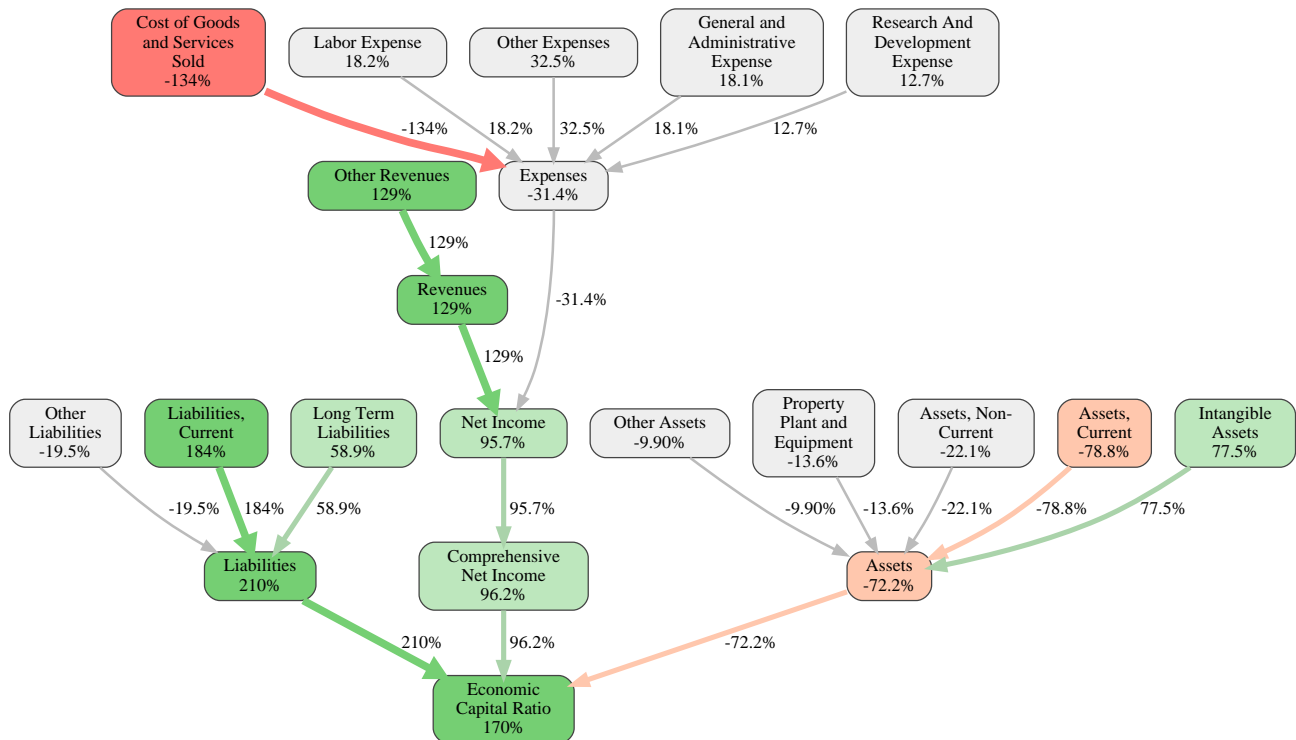 Cost of Goods
and Services
Sold
-134%
Labor Expense
18.2%
Other Expenses
32.5%
General and
Administrative
Expense
18.1%
Research And
Development
Expense
12.7%
-134%
18.2%
32.5%
18.1%
12.7%
Other Revenues
129%
Expenses
-31.4%
129%
Revenues
129%
-31.4%
129%
Other
Liabilities
-19.5%
Liabilities,
Current
184%
Long Term
Liabilities
58.9%
Net Income
95.7%
Other Assets
-9.90%
Property
Plant and
Equipment
-13.6%
Assets, Non-
Current
-22.1%
Assets,
Current
-78.8%
Intangible
Assets
77.5%
-19.5%
184%
58.9%
95.7%
-9.90%
-13.6%
-22.1%
-78.8%
77.5%
Liabilities
210%
Comprehensive
Net Income
96.2%
Assets
-72.2%
210%
96.2%
-72.2%
Economic
Capital Ratio
170%